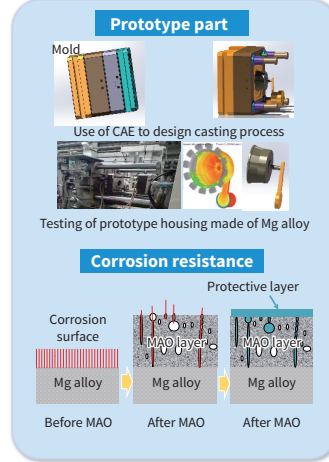 Prototype part
Mold
Use of CAE to design casting process
Testing of prototype housing made of Mg alloy
Corrosion resistance
Protective layer
Corrosion
surface
MAO layer
MAO layer
Mg alloy
Mg alloy
Mg alloy
Before MAO
After MAO
After MAO